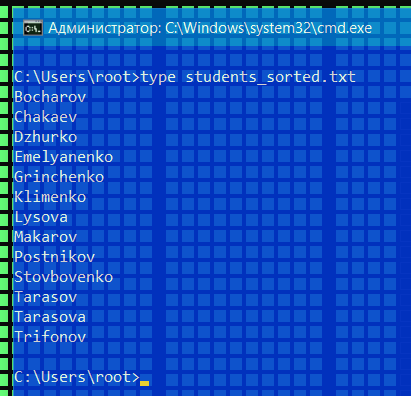 Администратор: C:\Windows\system32\cmd.exe
C:\Users\root>type students_sorted.txt
Bocharov
Chakaev
Dzhurko
Emelyanenko
Grinchenko
Klimenko
Lysova
Makarov
Postnikov
Stovbovenko
Tarasov
Tarasova
Trifonov
C:\Users\root>